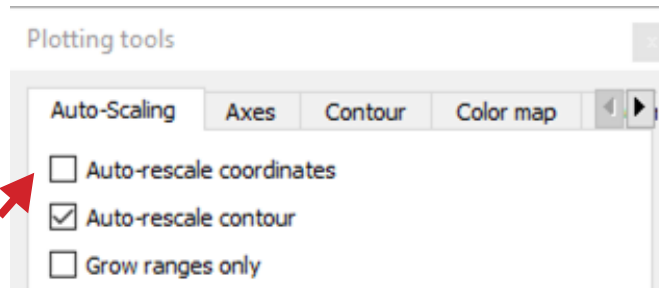 Plotting tools
Auto-Scaling Axes Contour Color map
Auto-rescale coordinates
Auto-rescale contour
Grow ranges only